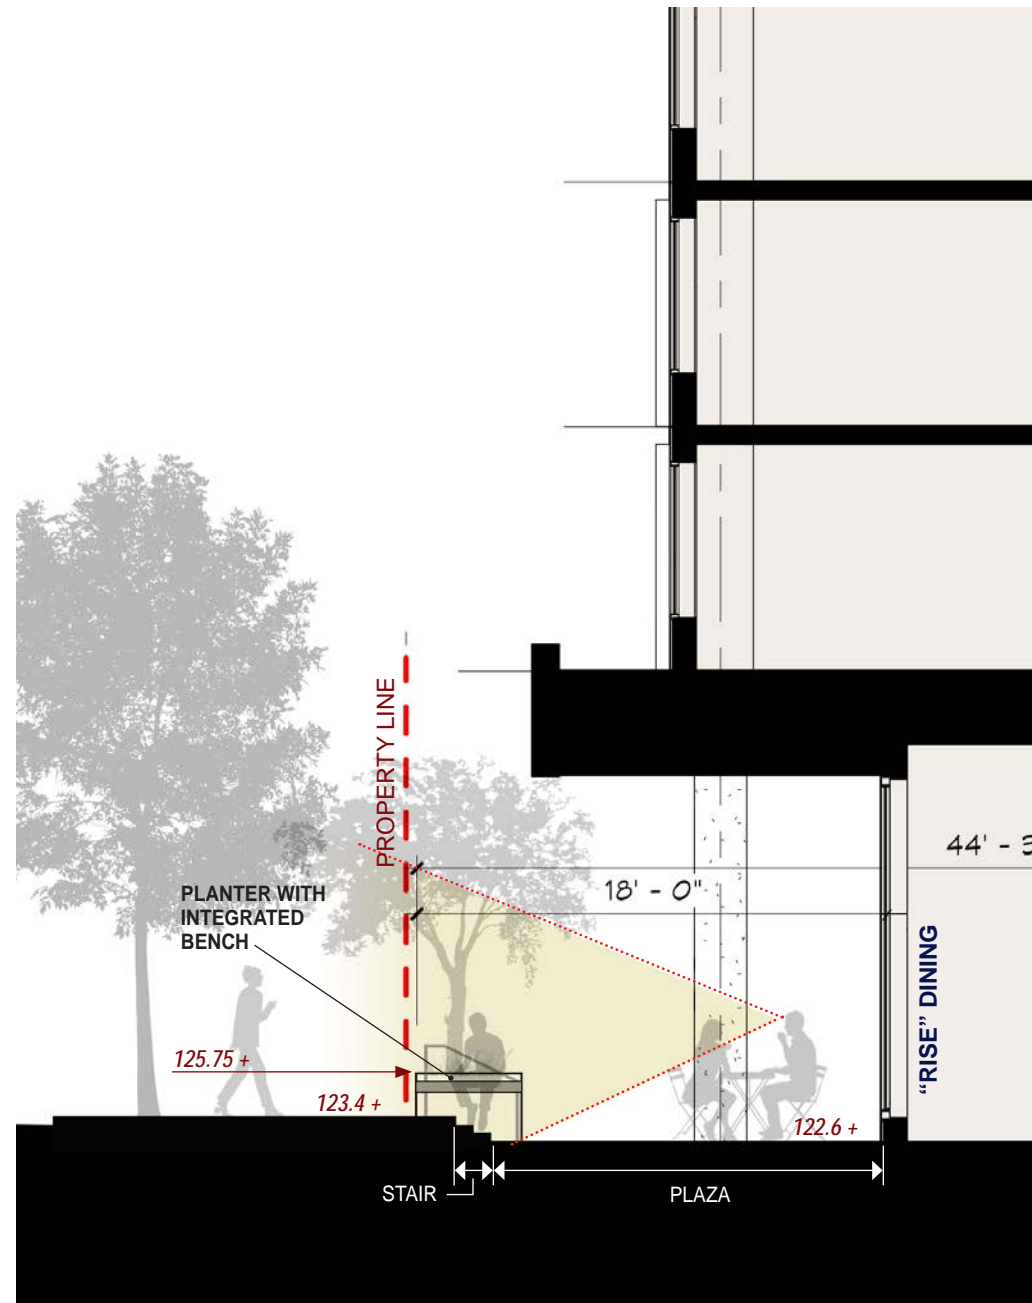 PROPERTY LINE
44' - 3
18' - 0"
PLANTER WITH
INTEGRATED
BENCH
"RISE" DINING
125.75 +
123.4 +
122.6 +
STAIR
PLAZA